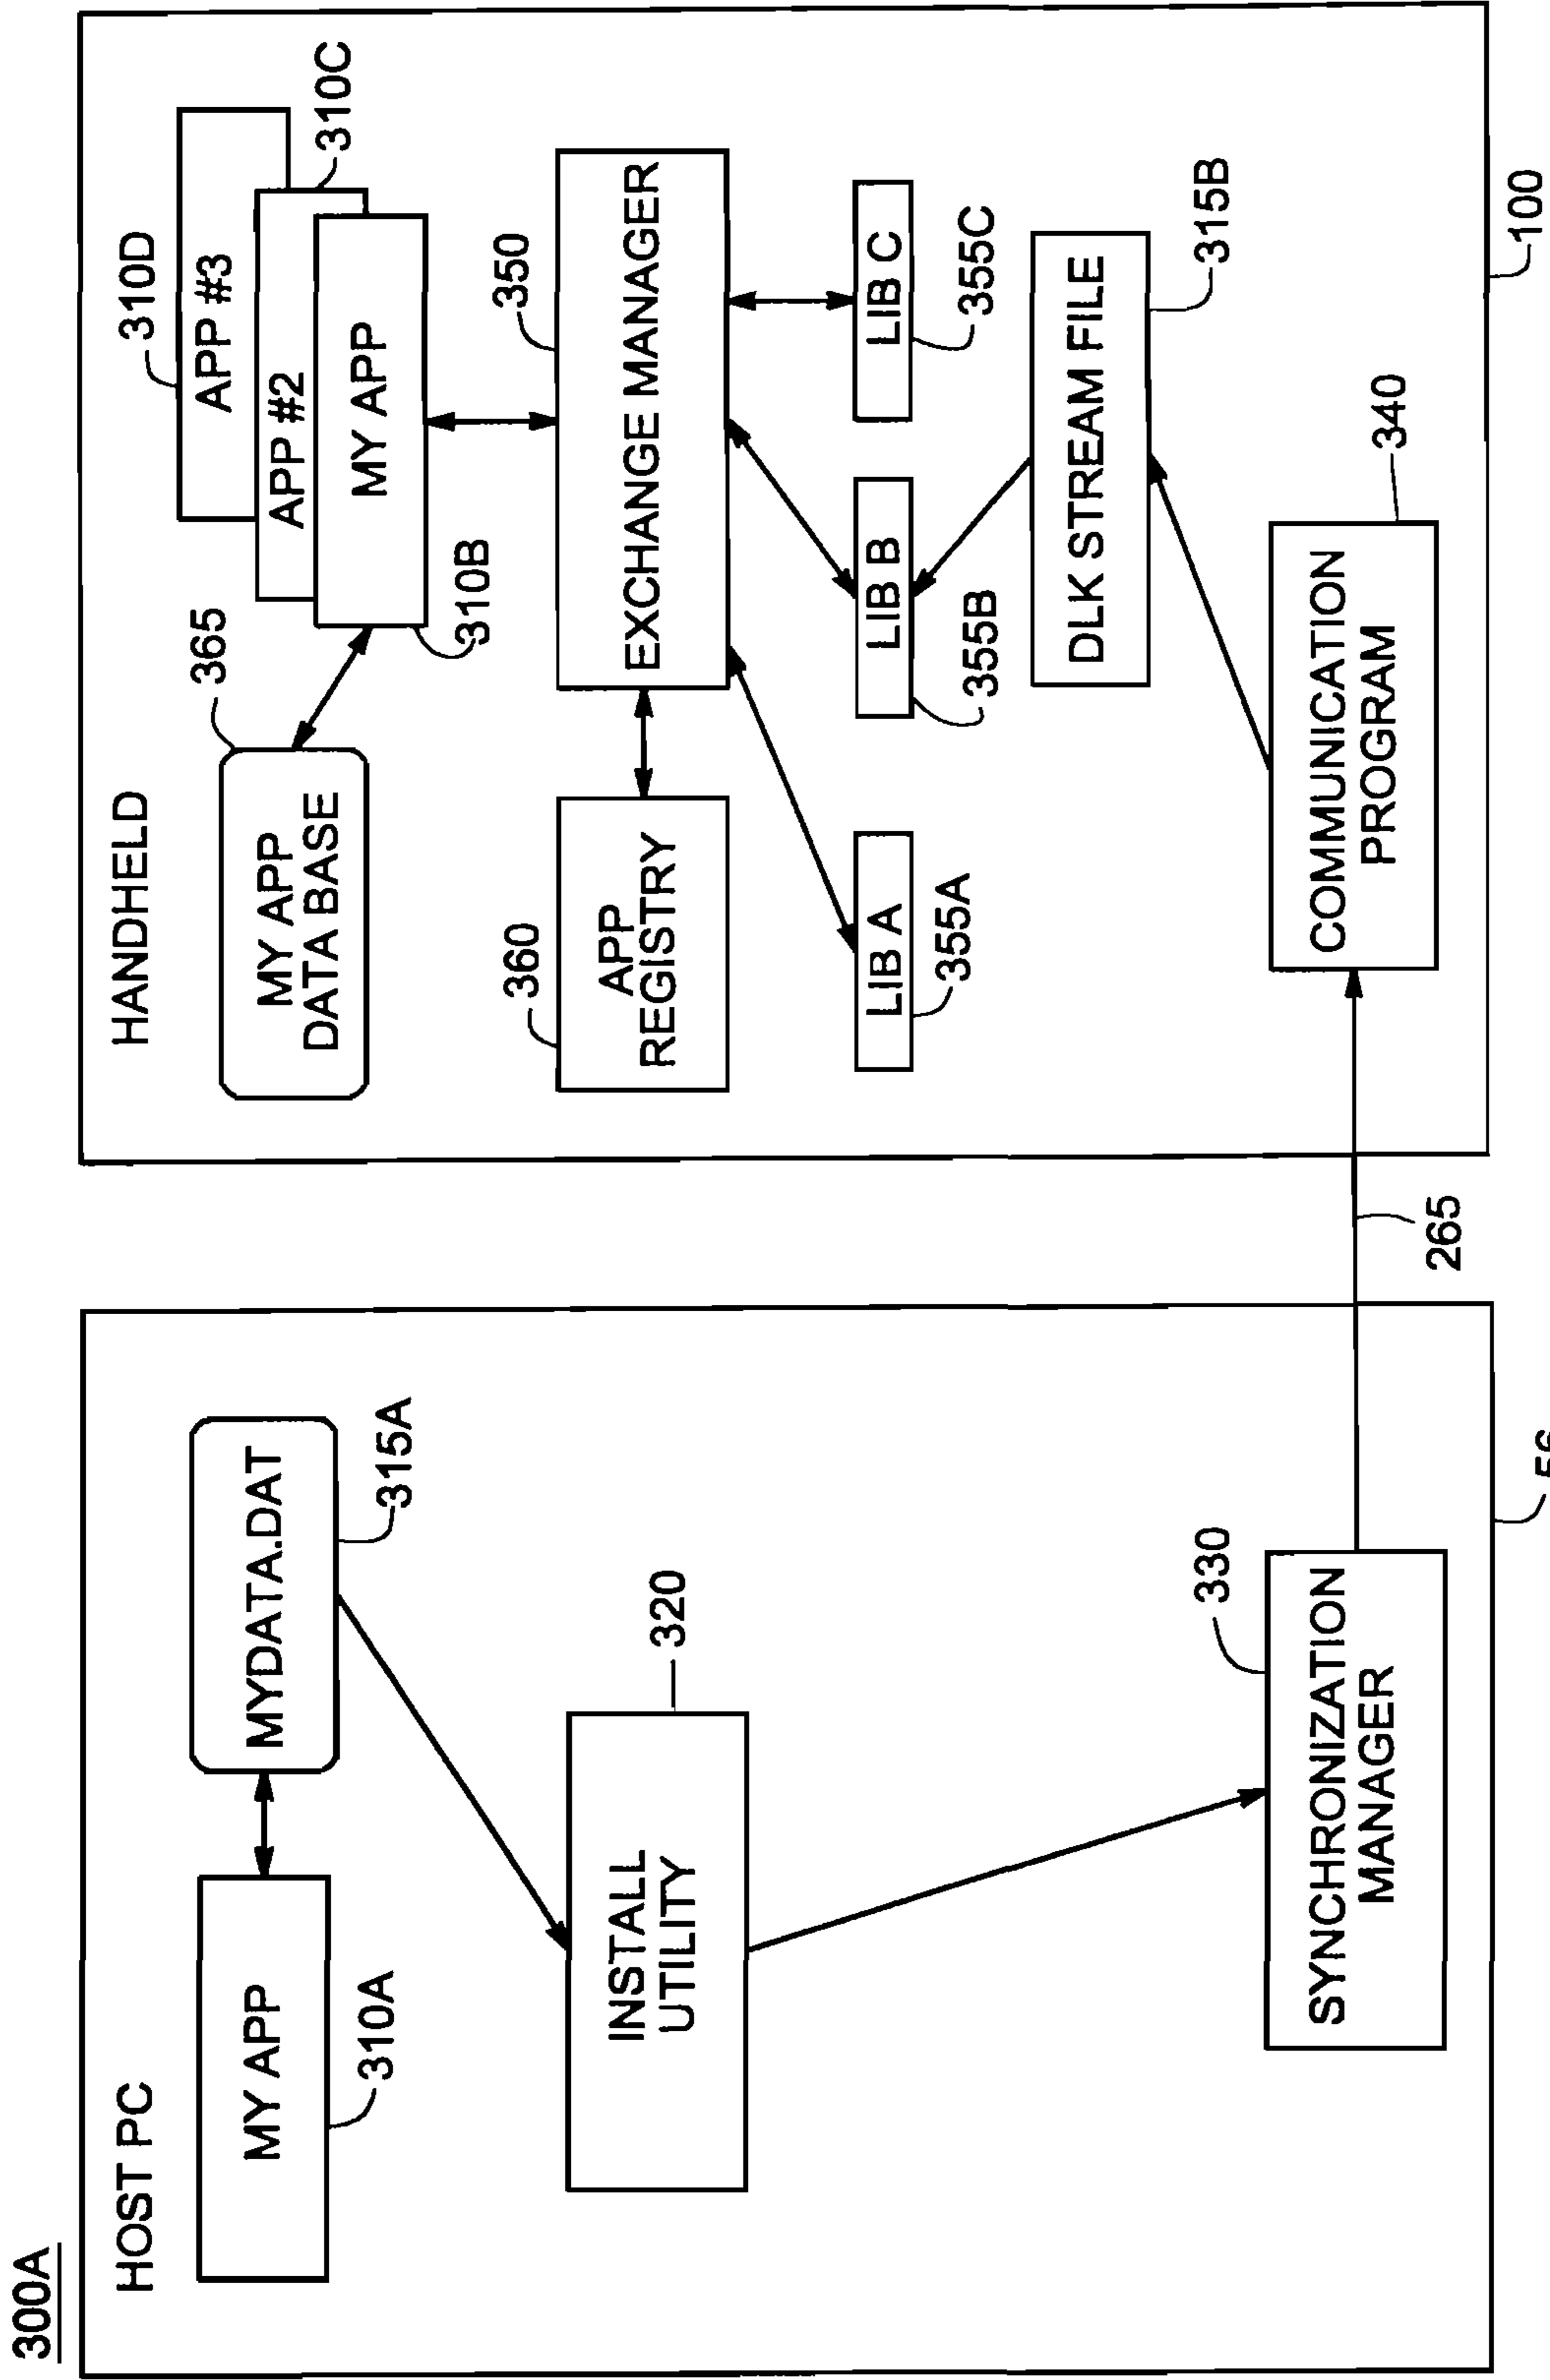 300A
HOST PC
MY APP
310A
MYDATA.DAT
315A
INSTALL
UTILITY
320
SYNCHRONIZATION
MANAGER
330
265
HANDHELD
MY APP
DATA BASE
365
APP #3
310D
APP #2
310C
MY APP
310B
APP
REGISTRY
360
EXCHANGE MANAGER
350
LIB A
355A
LIB B
355B
LIB C
355C
DLK STREAM FILE
315B
COMMUNICATION
PROGRAM
340
100